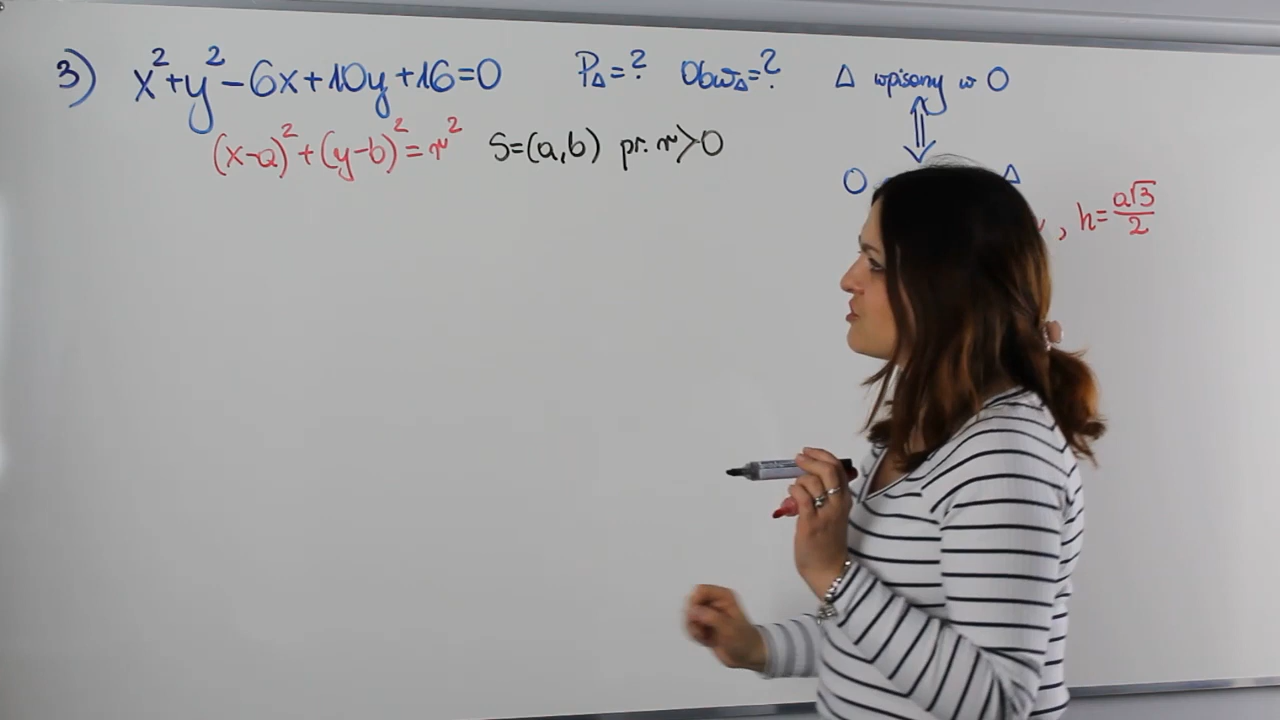 3) x²+y²-6x+10y+16=0 P△=? Obw△=? △ wpisany w O
(x-a)²+(y-b)²=r² S=(a,b) pr. r>0
O △
, h=a√3/2